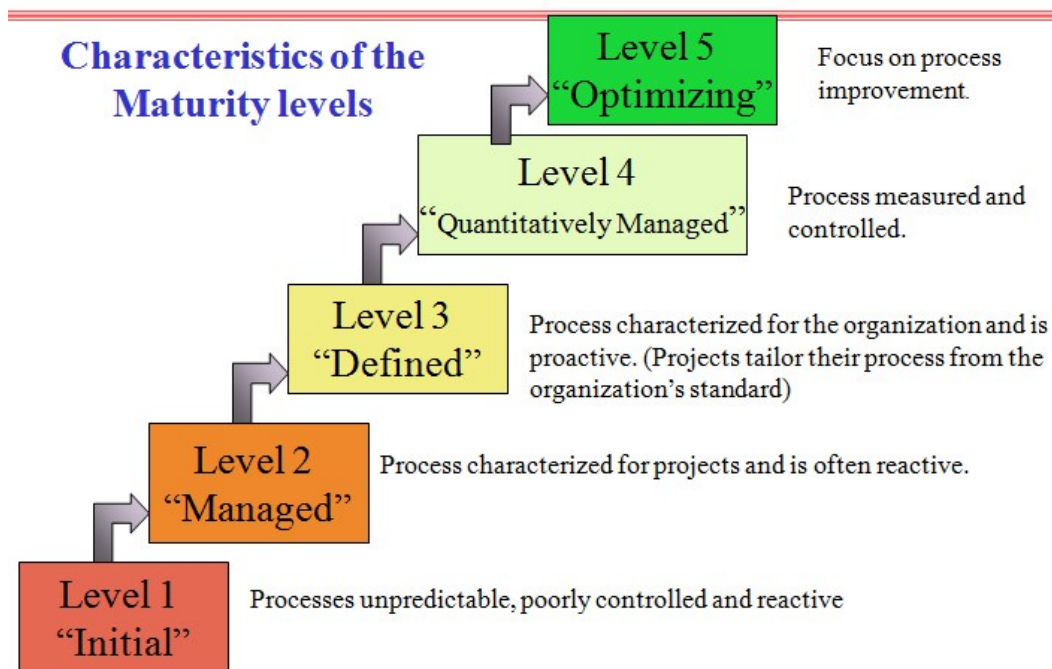 Characteristics of the
Maturity levels
Level 5
“Optimizing”
Focus on process
improvement.
Level 4
“Quantitatively Managed”
Process measured and
controlled.
Level 3
“Defined”
Process characterized for the organization and is
proactive. (Projects tailor their process from the
organization’s standard)
Level 2
“Managed”
Process characterized for projects and is often reactive.
Level 1
“Initial”
Processes unpredictable, poorly controlled and reactive